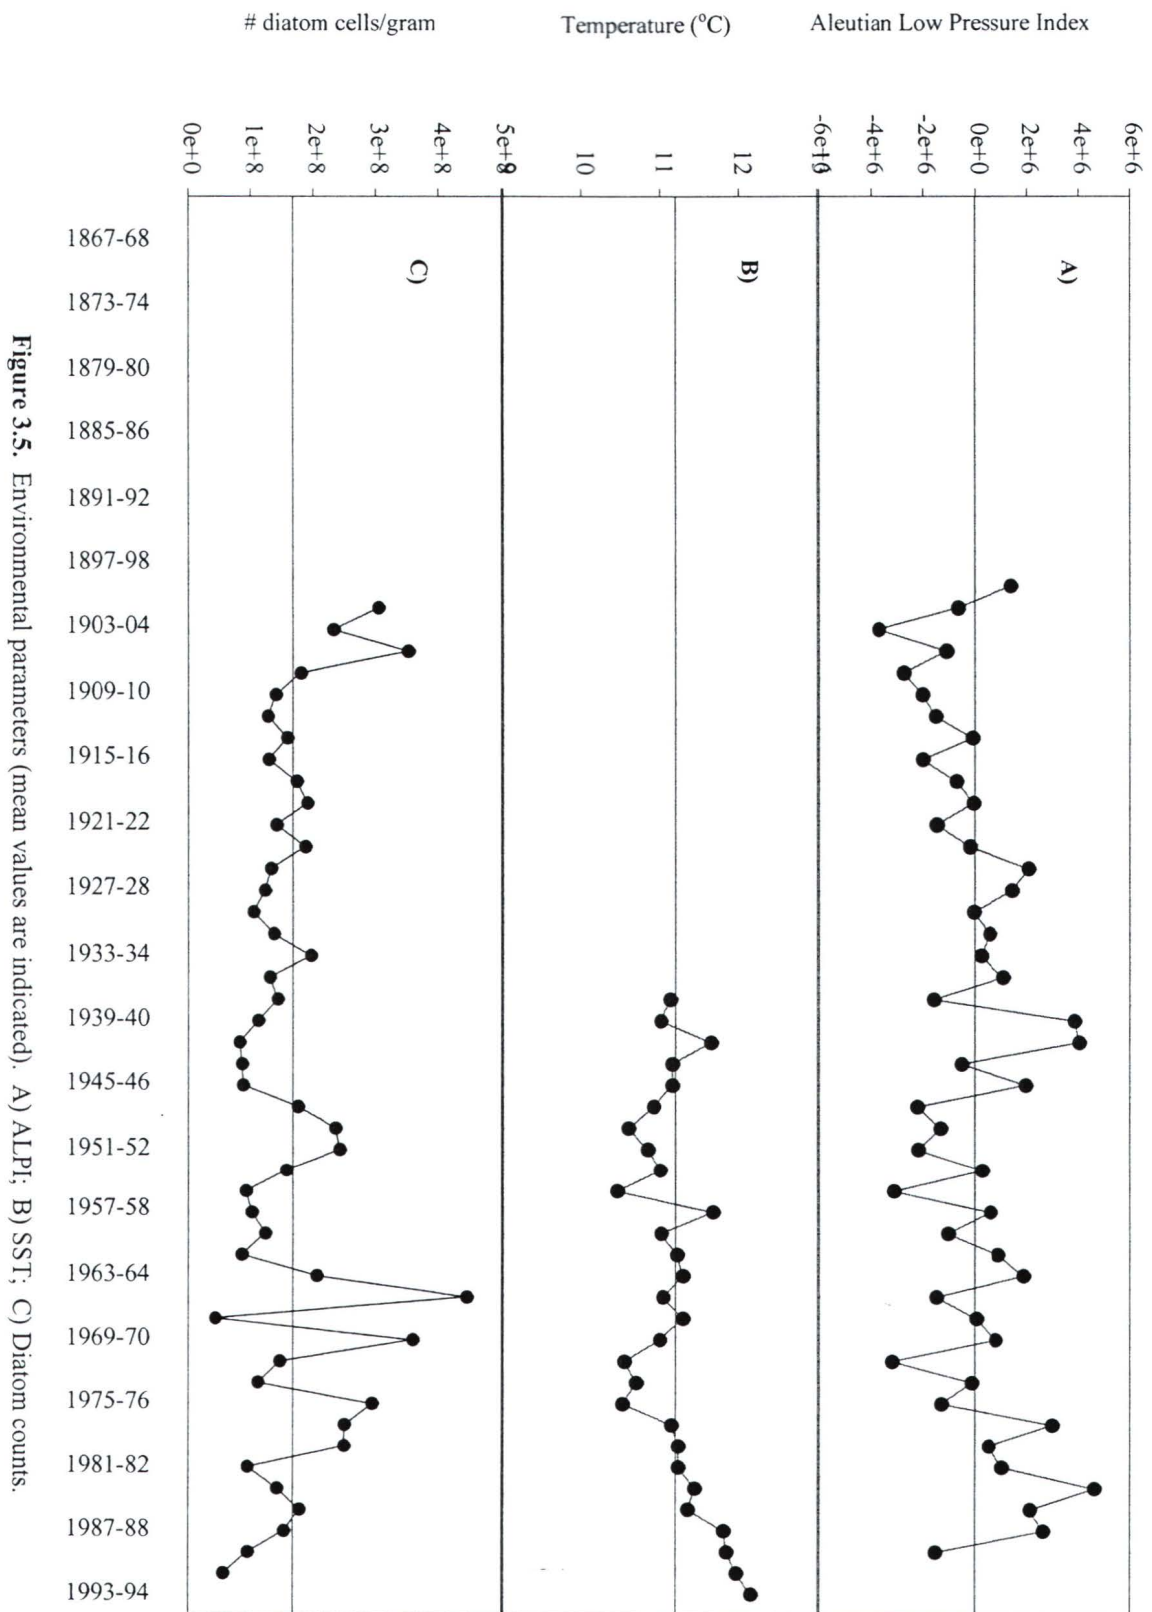 # diatom cells/gram
Temperature (°C)
Aleutian Low Pressure Index
0e+0
1e+8
2e+8
3e+8
4e+8
10
11
12
-4e+6
-2e+6
0e+0
2e+6
4e+6
6e+6
C)
B)
A)
1867-68
1873-74
1879-80
1885-86
1891-92
1897-98
1903-04
1909-10
1915-16
1921-22
1927-28
1933-34
1939-40
1945-46
1951-52
1957-58
1963-64
1969-70
1975-76
1981-82
1987-88
1993-94
Figure 3.5. Environmental parameters (mean values are indicated). A) ALPI; B) SST; C) Diatom counts.